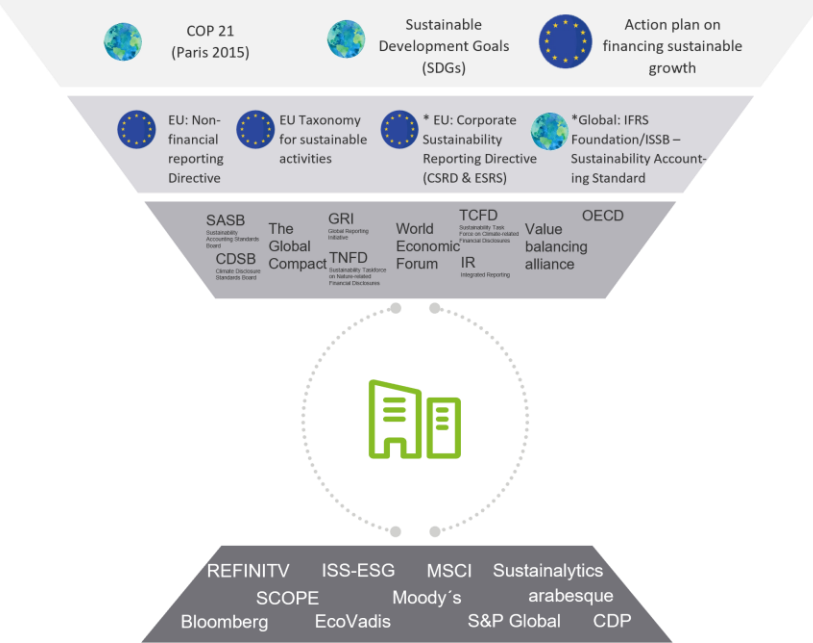 COP 21
(Paris 2015)
Sustainable
Development Goals
(SDGs)
Action plan on
financing sustainable
growth
EU: Non-
financial
reporting
Directive
EU Taxonomy
for sustainable
activities
* EU: Corporate
Sustainability
Reporting Directive
(CSRD & ESRS)
*Global: IFRS
Foundation/ISSB –
Sustainability Account-
ing Standard
SASB
Sustainability
Accounting Standards
Board
CDSB
Climate Disclosure
Standards Board
The
Global
Compact
GRI
Global Reporting
Initiative
TNFD
Sustainability Taskforce
on Nature-related
Financial Disclosures
World
Economic
Forum
TCFD
Sustainability Task
Force on Climate-related
Financial Disclosures
IR
Integrated Reporting
Value
balancing
alliance
OECD
REFINITV
ISS-ESG
MSCI
Sustainalytics
SCOPE
Moody´s
arabesque
Bloomberg
EcoVadis
S&P Global
CDP